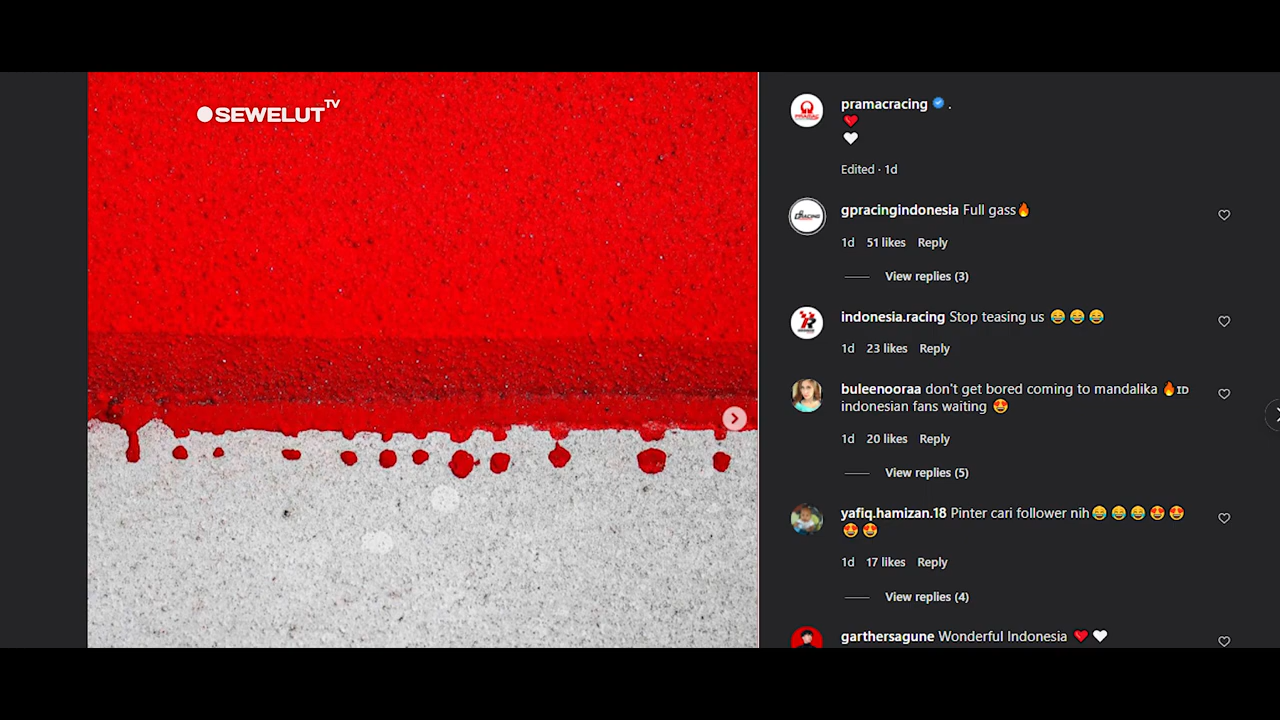 SEWELUT TV
pramacracing .
❤️
🤍
Edited · 1d
gpracingindonesia Full gass🔥
1d 51 likes Reply
View replies (3)
indonesia.racing Stop teasing us 😂 😂 😂
1d 23 likes Reply
buleenooraa don't get bored coming to mandalika 🔥ID
indonesian fans waiting 😍
1d 20 likes Reply
View replies (5)
yafiq.hamizan.18 Pinter cari follower nih😂 😂 😂 😍 😍
😍 😍
1d 17 likes Reply
View replies (4)
garthersagune Wonderful Indonesia ❤️ 🤍